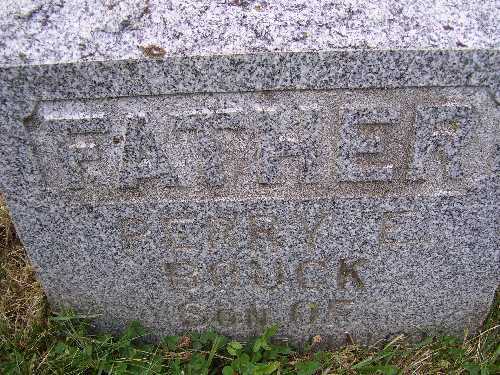 FATHER
PERRY E.
BOUCK
SON OF